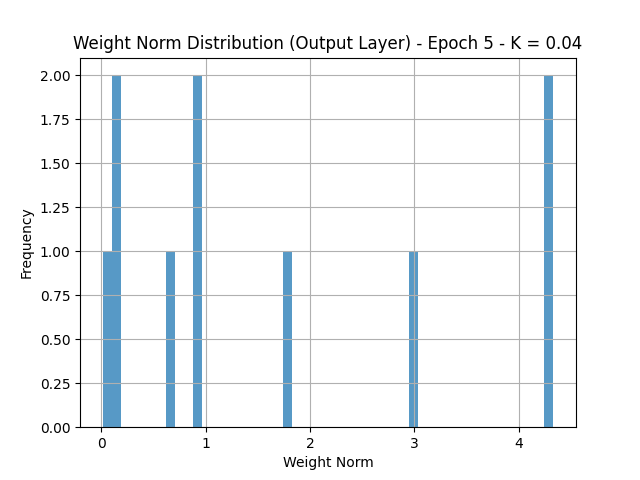 Weight Norm Distribution (Output Layer) - Epoch 5 - K = 0.04
2.00
1.75
1.50
1.25
1.00
0.75
0.50
0.25
0.00
Frequency
0 1 2 3 4
Weight Norm